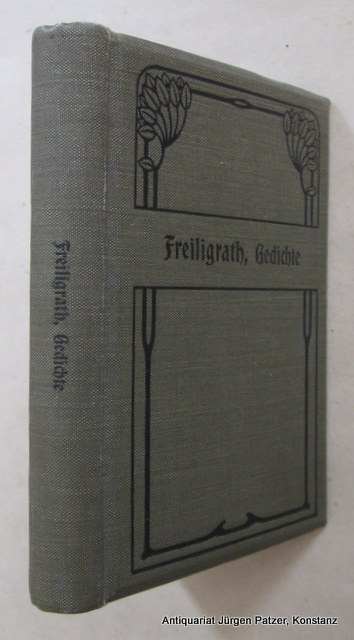 Freiligrath, Gedichte
Freiligrath, Gedichte
Antiquariat Jürgen Patzer, Konstanz